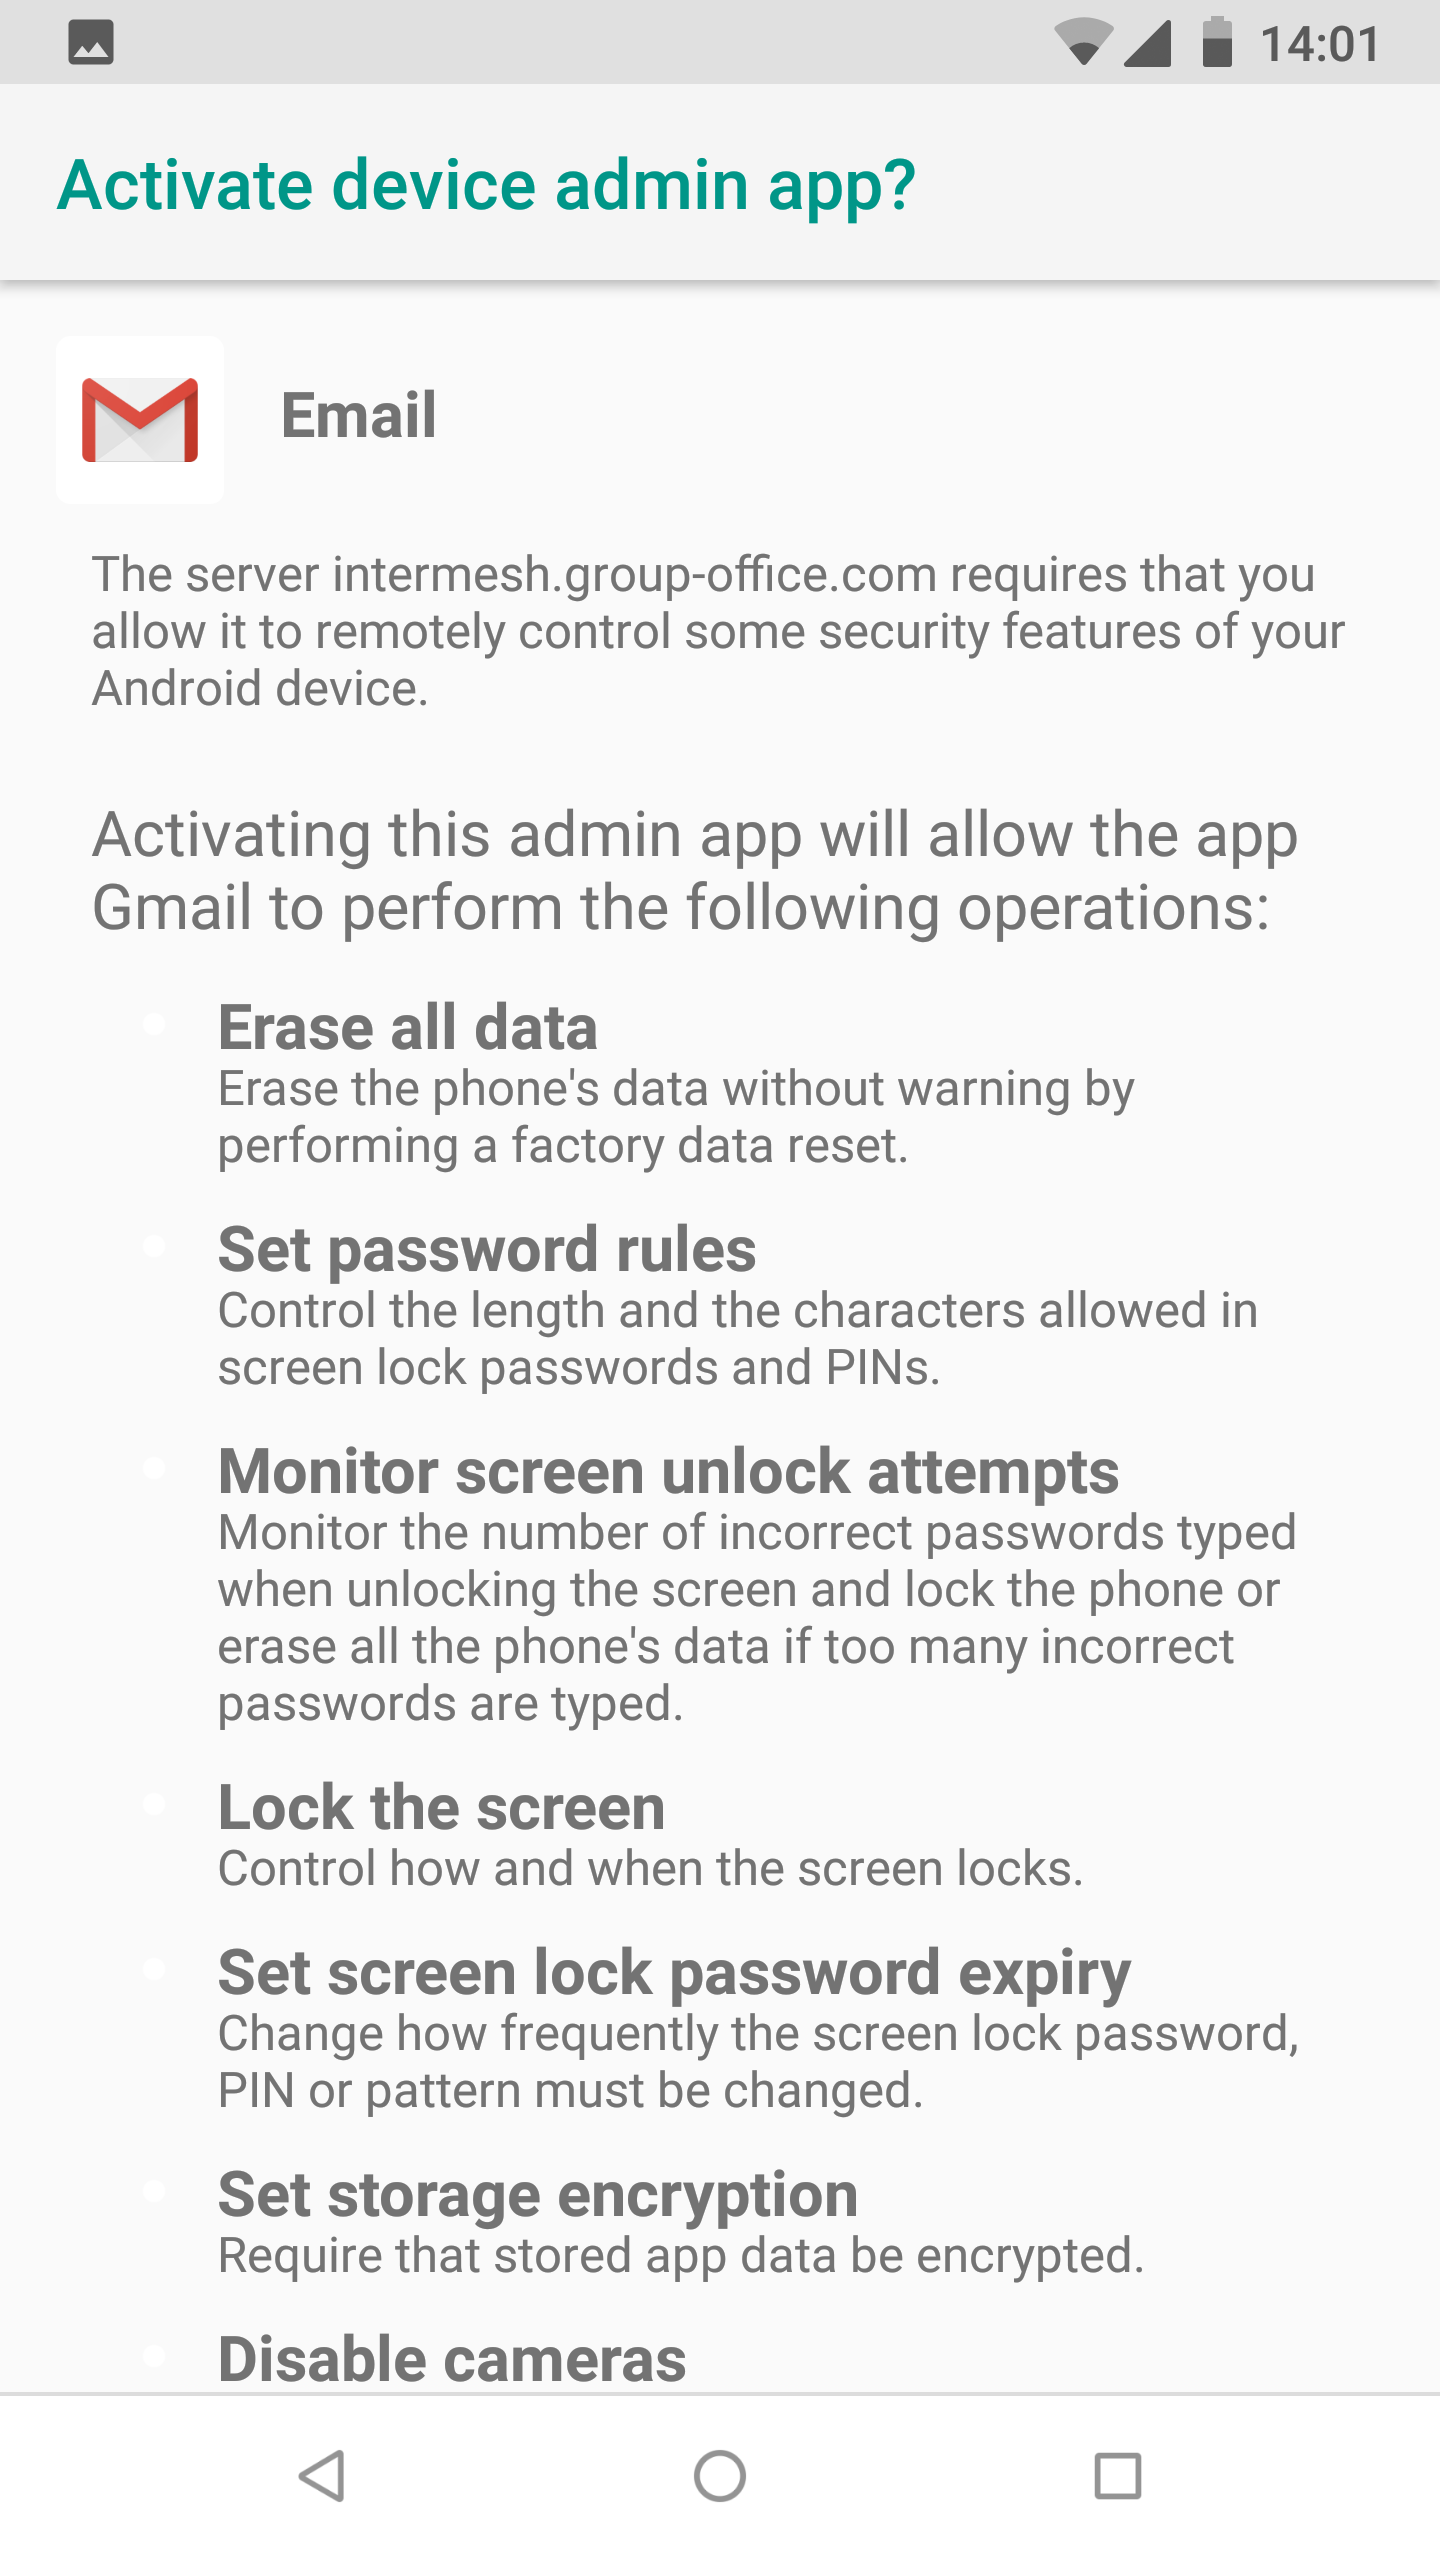 14:01
Activate device admin app?
Email
The server intermesh.group-office.com requires that you
allow it to remotely control some security features of your
Android device.
Activating this admin app will allow the app
Gmail to perform the following operations:
Erase all data
Erase the phone's data without warning by
performing a factory data reset.
Set password rules
Control the length and the characters allowed in
screen lock passwords and PINs.
Monitor screen unlock attempts
Monitor the number of incorrect passwords typed
when unlocking the screen and lock the phone or
erase all the phone's data if too many incorrect
passwords are typed.
Lock the screen
Control how and when the screen locks.
Set screen lock password expiry
Change how frequently the screen lock password,
PIN or pattern must be changed.
Set storage encryption
Require that stored app data be encrypted.
Disable cameras